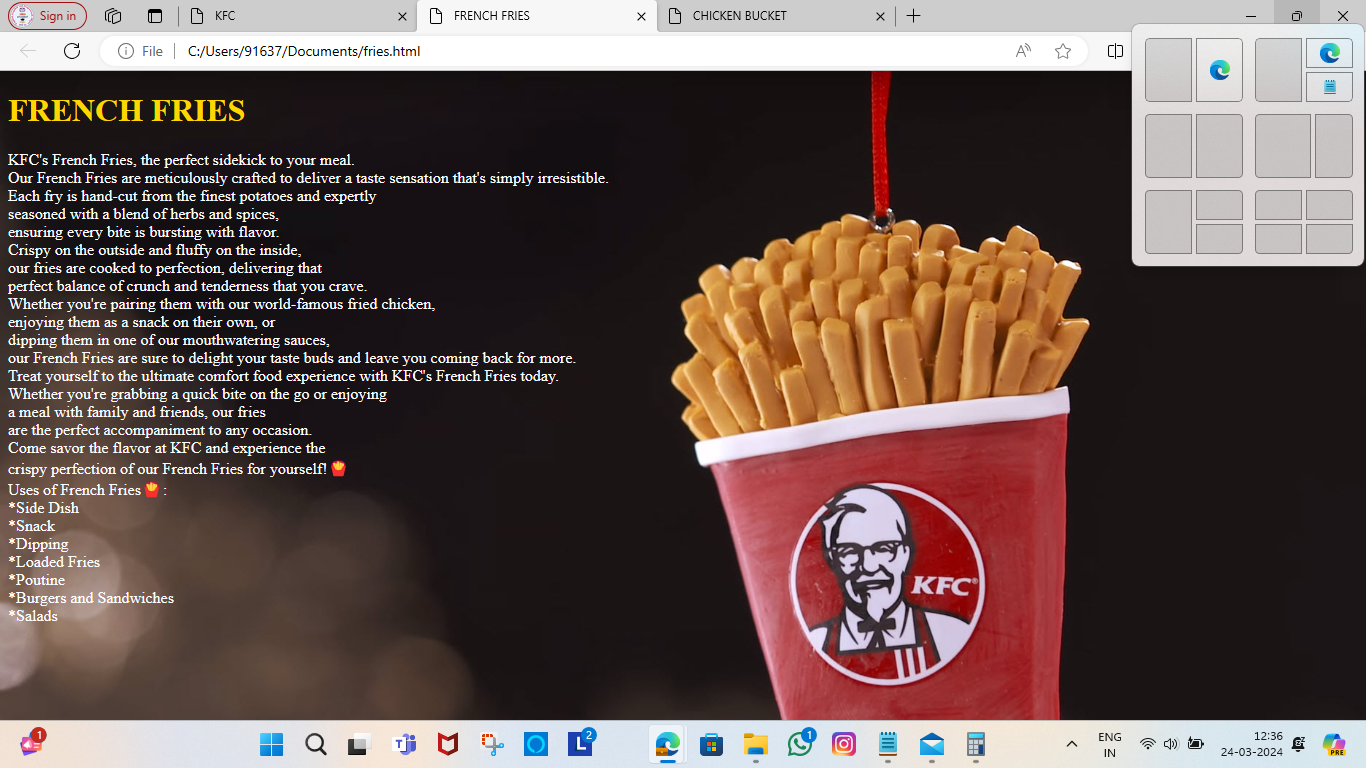 Sign in
KFC
FRENCH FRIES
CHICKEN BUCKET
File
C:/Users/91637/Documents/fries.html
FRENCH FRIES
KFC's French Fries, the perfect sidekick to your meal.
Our French Fries are meticulously crafted to deliver a taste sensation that's simply irresistible.
Each fry is hand-cut from the finest potatoes and expertly
seasoned with a blend of herbs and spices,
ensuring every bite is bursting with flavor.
Crispy on the outside and fluffy on the inside,
our fries are cooked to perfection, delivering that
perfect balance of crunch and tenderness that you crave.
Whether you're pairing them with our world-famous fried chicken,
enjoying them as a snack on their own, or
dipping them in one of our mouthwatering sauces,
our French Fries are sure to delight your taste buds and leave you coming back for more.
Treat yourself to the ultimate comfort food experience with KFC's French Fries today.
Whether you're grabbing a quick bite on the go or enjoying
a meal with family and friends, our fries
are the perfect accompaniment to any occasion.
Come savor the flavor at KFC and experience the
crispy perfection of our French Fries for yourself! 🍟
Uses of French Fries 🍟 :
*Side Dish
*Snack
*Dipping
*Loaded Fries
*Poutine
*Burgers and Sandwiches
*Salads
KFC®
1
2
1
ENG
IN
12:36
24-03-2024
PRE